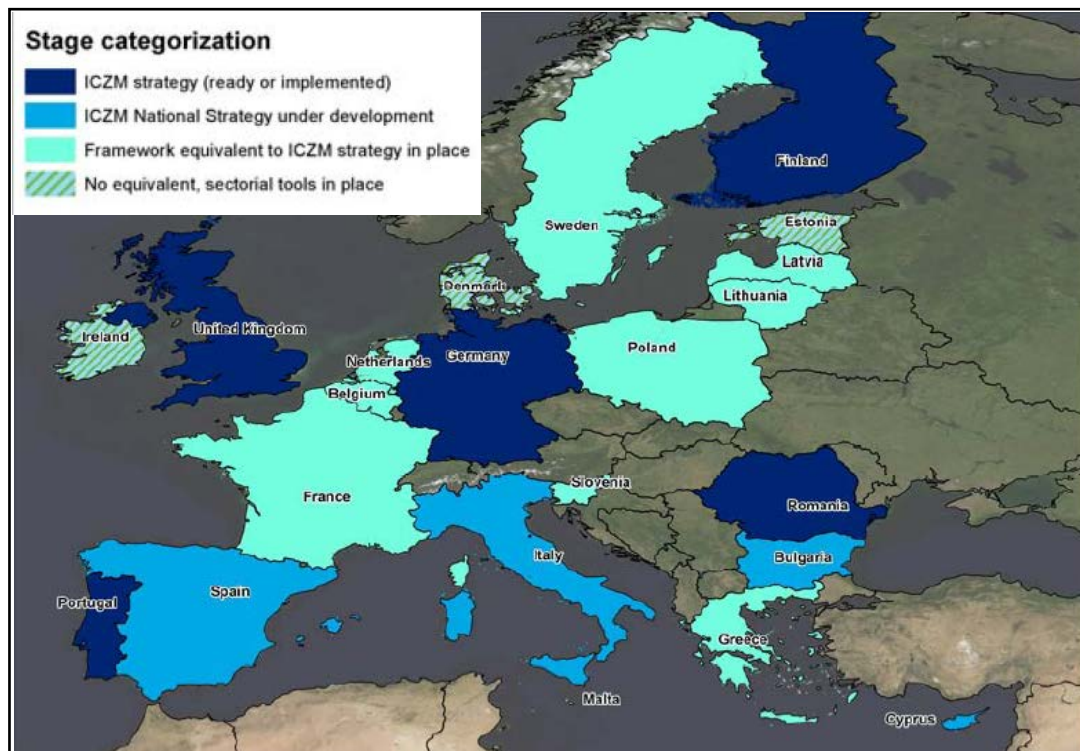 Stage categorization
ICZM strategy (ready or implemented)
ICZM National Strategy under development
Framework equivalent to ICZM strategy in place
No equivalent, sectorial tools in place
Finland
Sweden
Estonia
Latvia
Lithuania
Denmark
Ireland
United Kingdom
Netherlands
Germany
Poland
Belgium
France
Slovenia
Romania
Italy
Bulgaria
Spain
Portugal
Greece
Malta
Cyprus